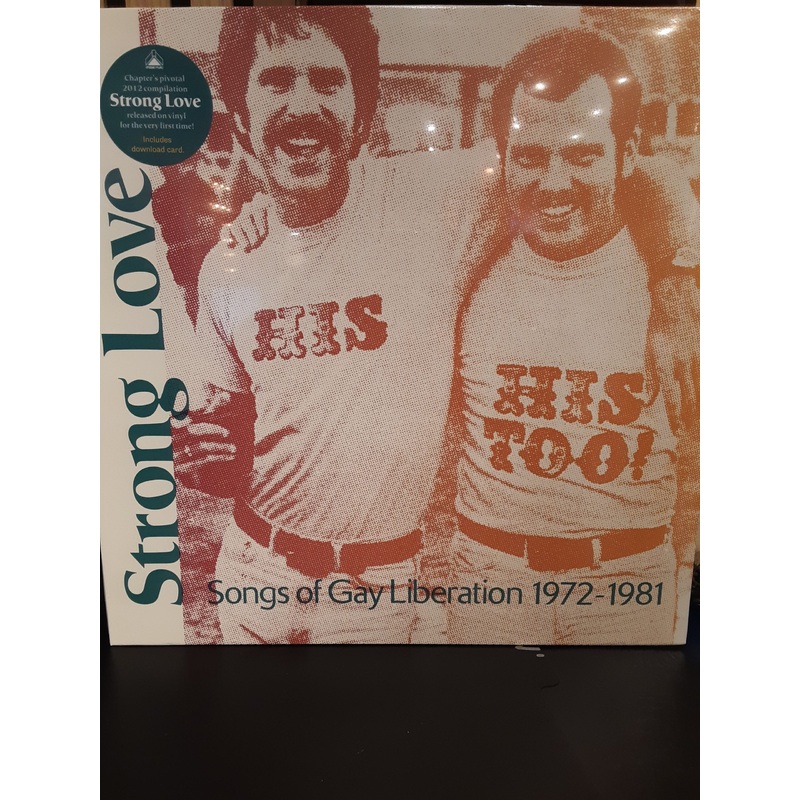 Chapter's pivotal
2012 compilation
Strong Love
released on vinyl
for the very first time!
Includes
download card.
Strong Love
HIS
HIS
TOO!
Songs of Gay Liberation 1972-1981